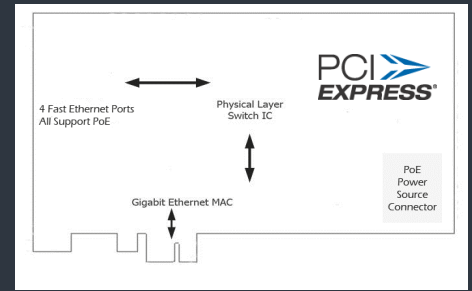 PCI
EXPRESS®
4 Fast Ethernet Ports
All Support PoE
Physical Layer
Switch IC
PoE
Power
Source
Connector
Gigabit Ethernet MAC